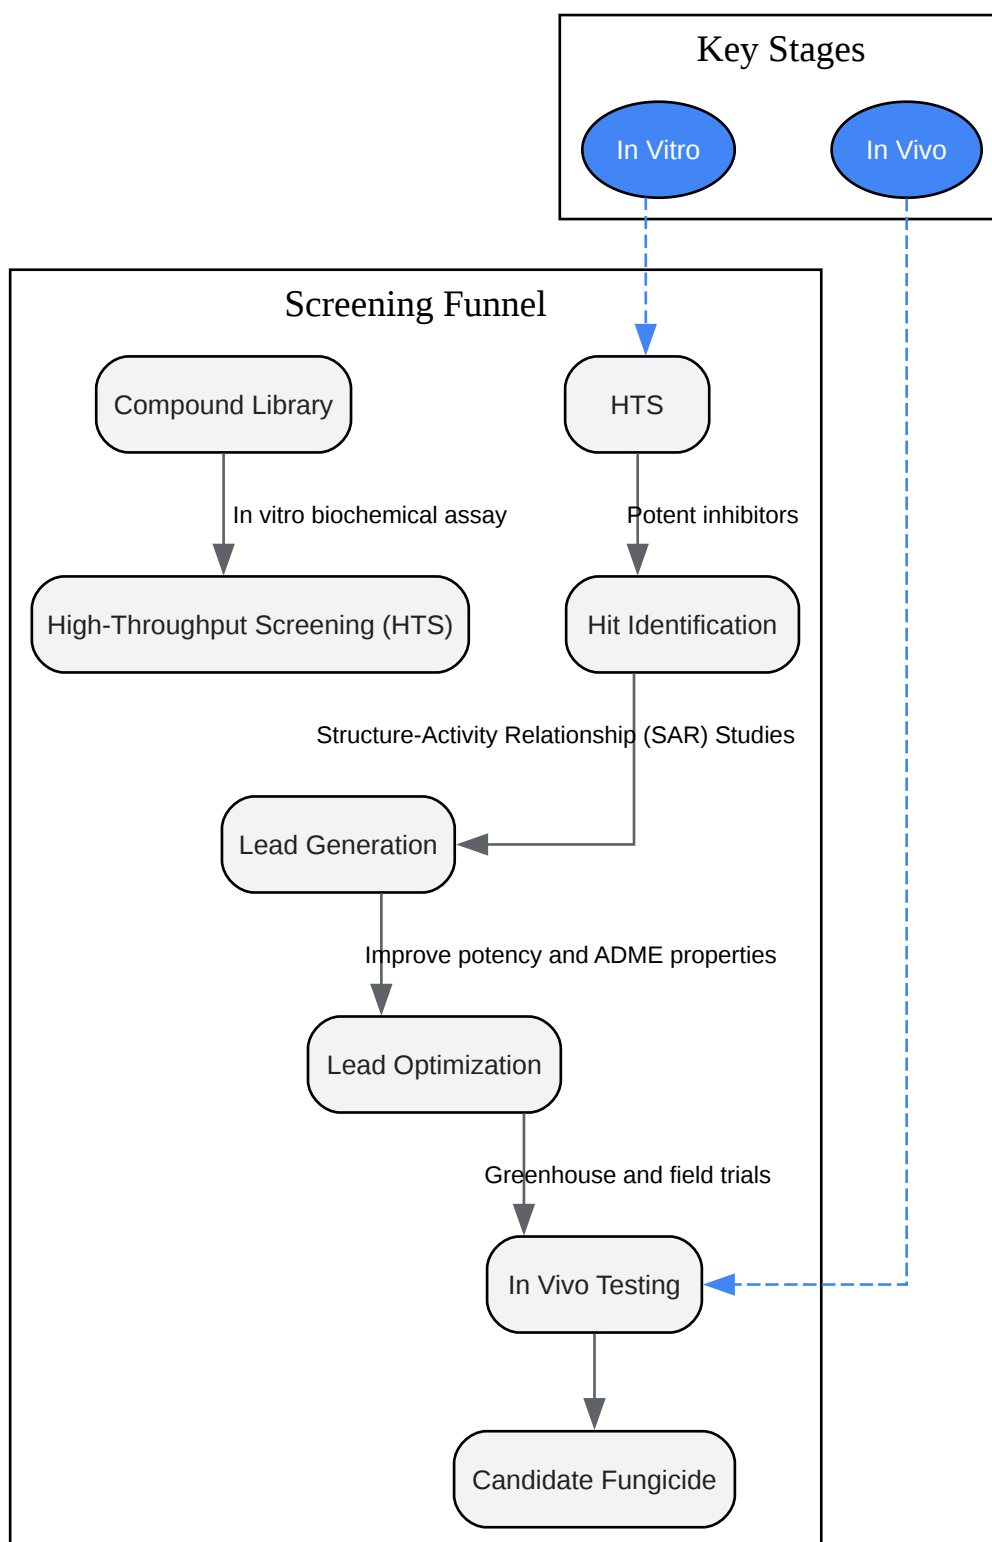 Key Stages
In Vitro
In Vivo
Screening Funnel
Compound Library
HTS
In vitro biochemical assay
Potent inhibitors
High-Throughput Screening (HTS)
Hit Identification
Structure-Activity Relationship (SAR) Studies
Lead Generation
Improve potency and ADME properties
Lead Optimization
Greenhouse and field trials
In Vivo Testing
Candidate Fungicide